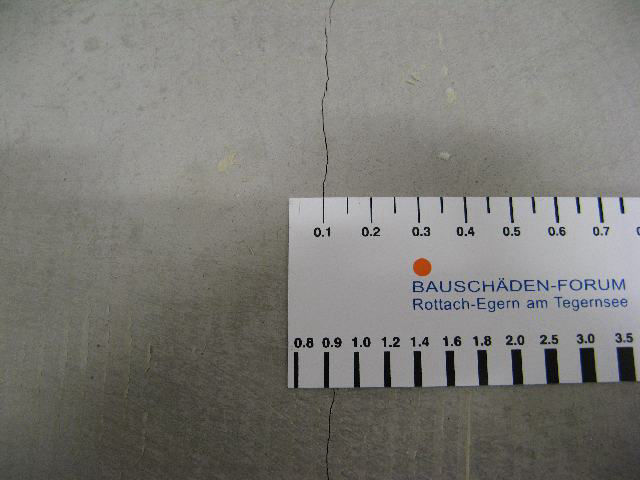 0.1 0.2 0.3 0.4 0.5 0.6 0.7
BAUSCHÄDEN-FORUM
Rottach-Egern am Tegernsee
0.8 0.9 1.0 1.2 1.4 1.6 1.8 2.0 2.5 3.0 3.5